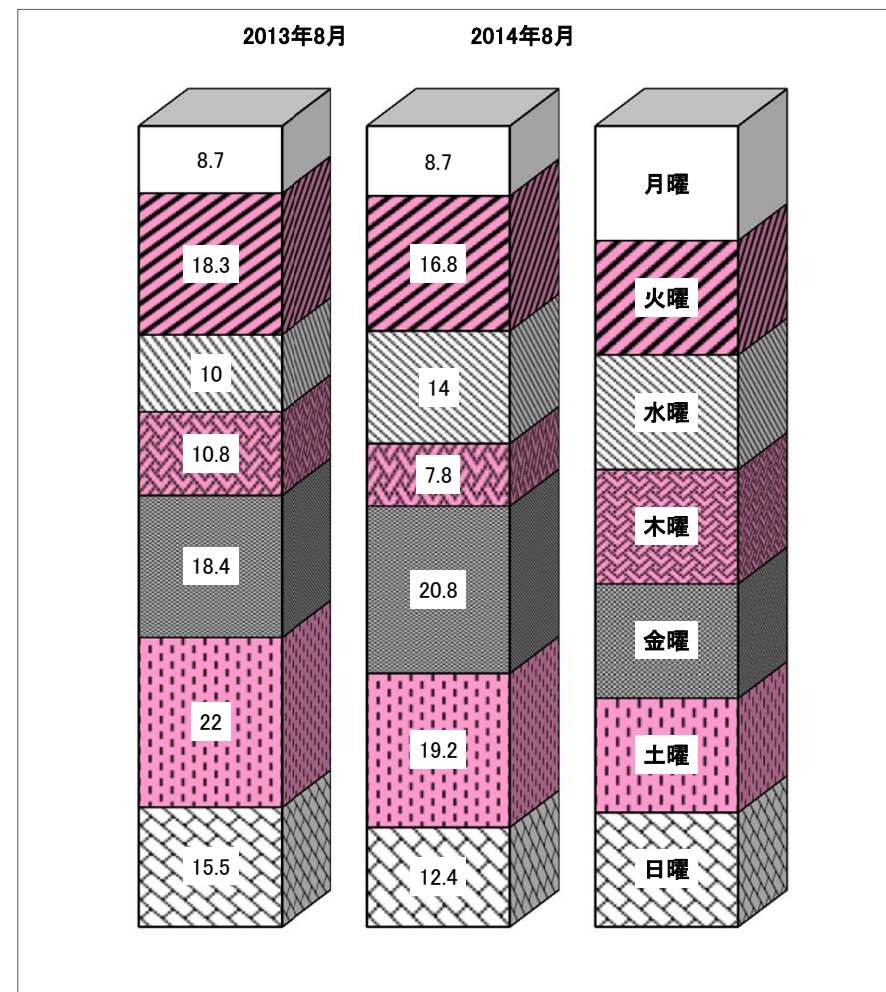 2013年8月 2014年8月
8.7 8.7 月曜
18.3 16.8 火曜
10 14 水曜
10.8 7.8 木曜
18.4 20.8 金曜
22 19.2 土曜
15.5 12.4 日曜